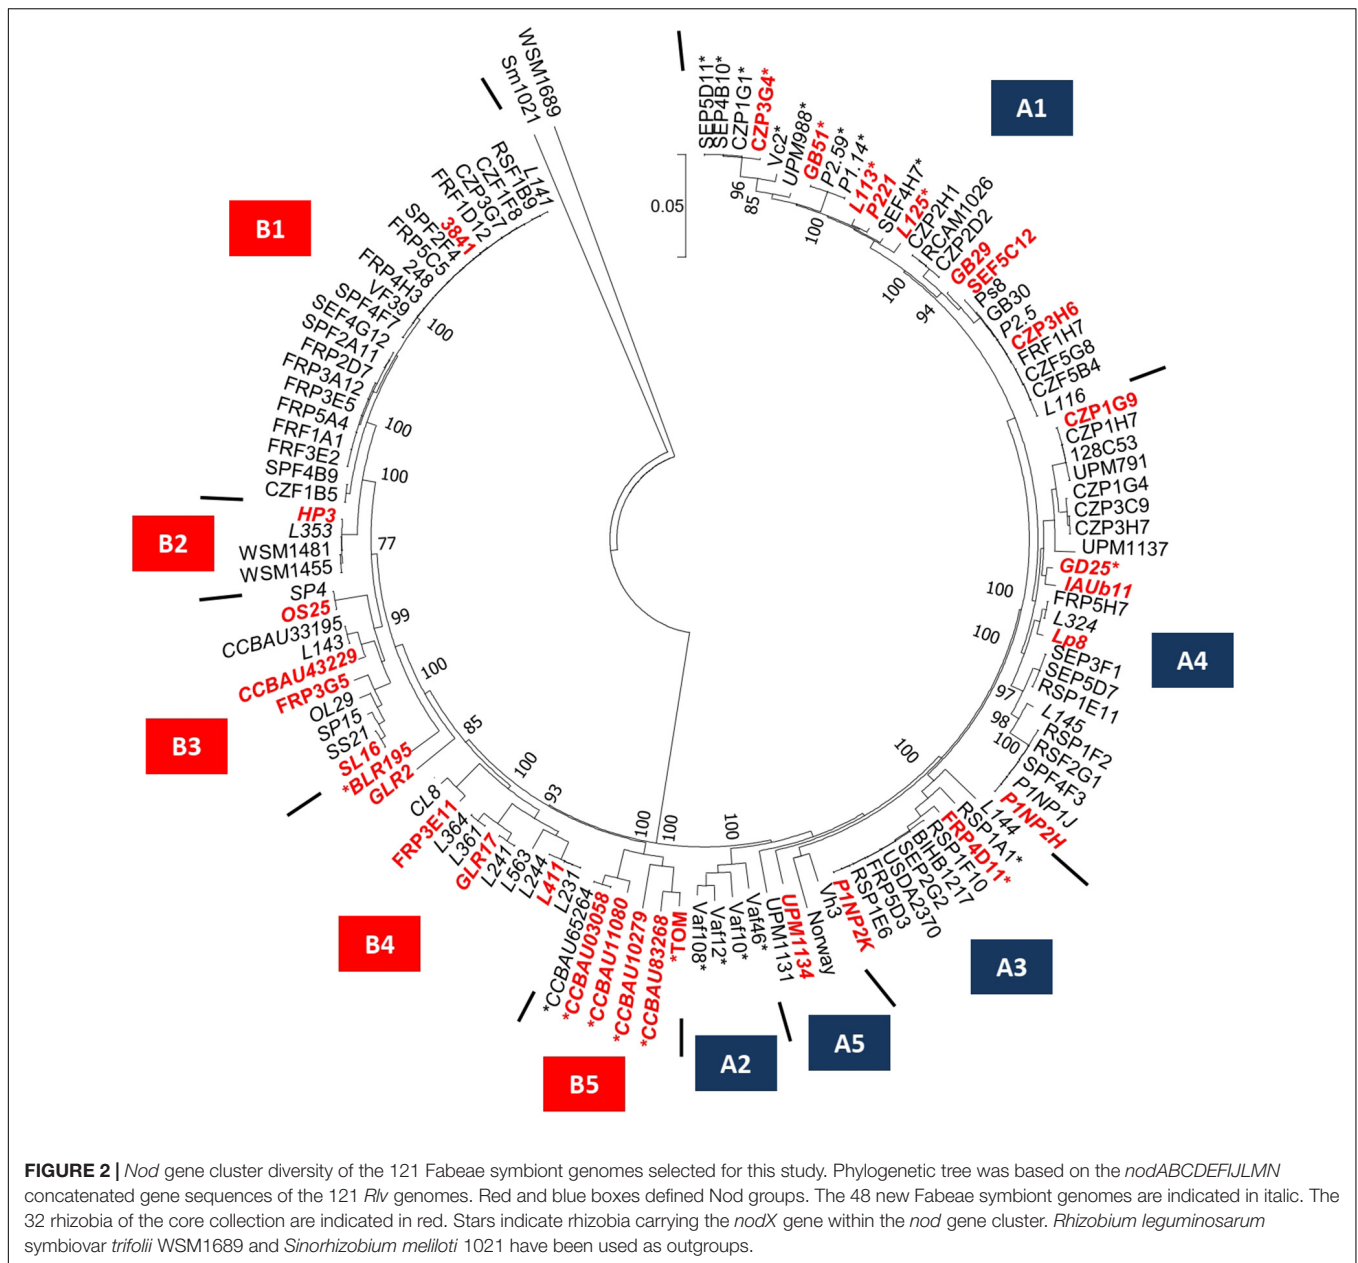 WSM1689
Sm1021
SEP5D11*
SEP4B10*
CZP1G1*
CZP3G4*
Vc2*
UPM988*
GB51*
P2.59*
P1.14*
L113*
P221
SEF4H7*
L125*
CZP2H1
RCAM1026
CZP2D2
GB29
SEF5C12
Ps8
GB30
P2.5
CZP3H6
FRF1H7
CZF5G8
CZF5B4
L116
A1
CZP1G9
CZP1H7
128C53
UPM791
CZP1G4
CZP3C9
CZP3H7
UPM1137
GD25*
IAUb11
FRP5H7
L324
Lp8
SEP3F1
SEP5D7
RSP1E11
L145
RSP1F2
RSF2G1
SPF4F3
P1NP1J
P1NP2H
A4
L144
RSP1A1*
FRP4D11*
RSP1F10
BIHB1217
SEP2G2
USDA2370
FRP5D3
RSP1E6
P1NP2K
A3
Vh3
Norway
UPM1134
UPM1131
A5
Vaf46*
Vaf10*
Vaf12*
Vaf108*
A2
*TOM
*CCBAU83268
*CCBAU10279
*CCBAU11080
*CCBAU03058
*CCBAU65264
B5
L23
L411
L244
L563
L241
GLR17
L361
L364
FRP3E11
CL8
B4
GLR2
*BLR195
SL16
SS21
SP15
OL29
FRP3G5
CCBAU43229
L143
CCBAU33195
OS25
SP4
B3
WSM1455
WSM1481
L353
HP3
B2
CZF1B5
SPF4B9
FRF3E2
FRF1A1
FRP5A4
FRP3E5
FRP3A12
FRP2D7
SPF2A11
SEF4G12
SPF4F7
VF39
FRP4H3
248
FRP5C5
SPF2F4
3841
FRF1D12
CZP3G7
CZF1F8
RSF1B9
L141
B1
0.05
96
85
100
100
94
100
100
97
98
100
100
100
100
100
93
100
85
100
99
77
100
100
100
FIGURE 2 | Nod gene cluster diversity of the 121 Fabeae symbiont genomes selected for this study. Phylogenetic tree was based on the nodABCDEFIJLMN
concatenated gene sequences of the 121 Rlv genomes. Red and blue boxes defined Nod groups. The 48 new Fabeae symbiont genomes are indicated in italic. The
32 rhizobia of the core collection are indicated in red. Stars indicate rhizobia carrying the nodX gene within the nod gene cluster. Rhizobium leguminosarum
symbiovar trifolii WSM1689 and Sinorhizobium meliloti 1021 have been used as outgroups.